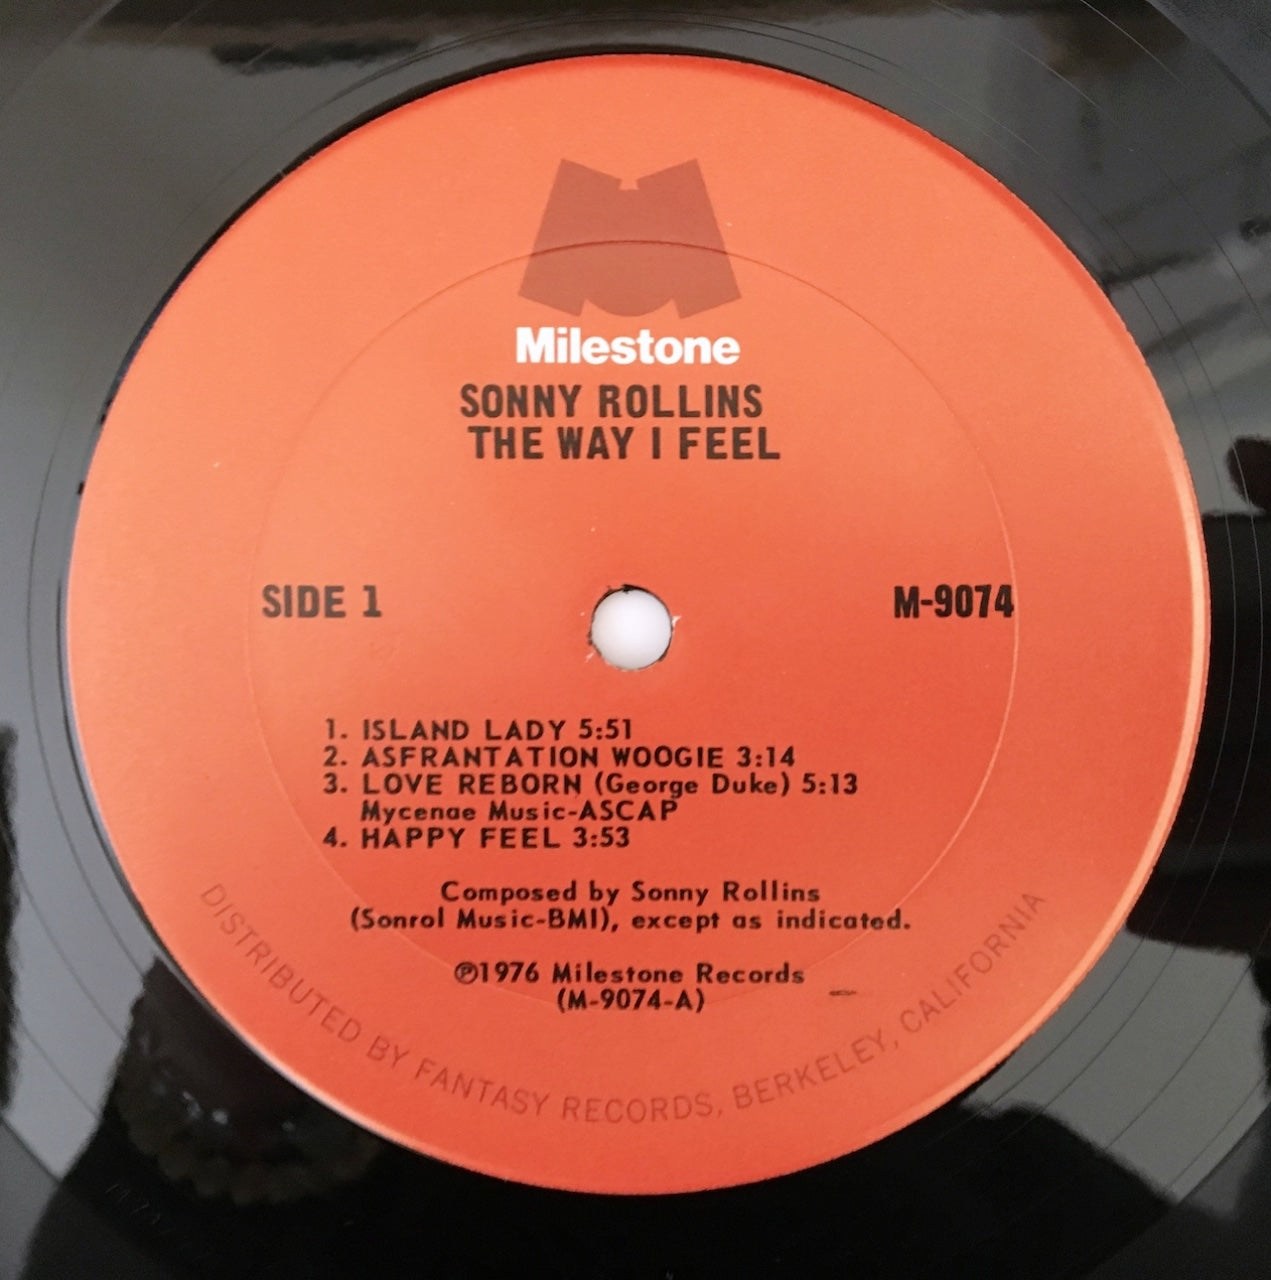 Milestone
SONNY ROLLINS
THE WAY I FEEL
SIDE 1
M-9074
1. ISLAND LADY 5:51
2. ASFRANTATION WOOGIE 3:14
3. LOVE REBORN (George Duke) 5:13
Mycenae Music-ASCAP
4. HAPPY FEEL 3:53
Composed by Sonny Rollins
(Sonrol Music-BMI), except as indicated.
℗1976 Milestone Records
(M-9074-A)
DISTRIBUTED BY FANTASY RECORDS, BERKELEY, CALIFORNIA